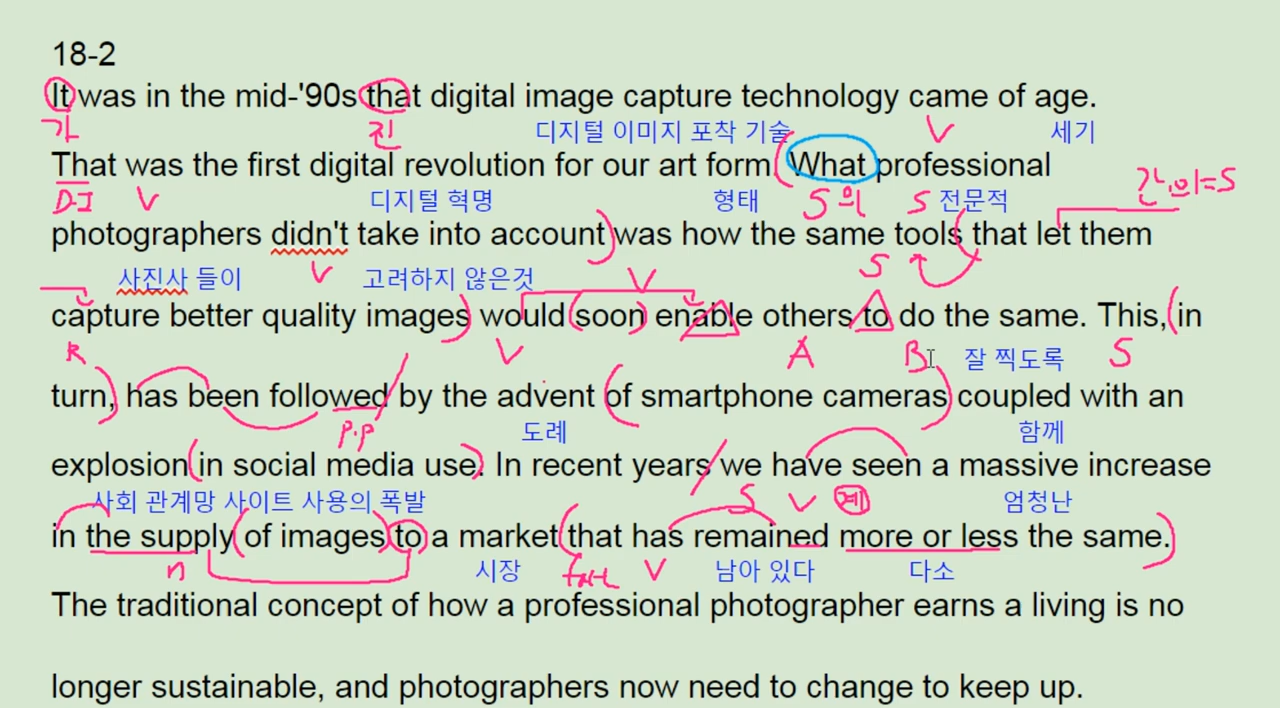 18-2
It was in the mid-'90s that digital image capture technology came of age.
가 진 디지털 이미지 포착 기술 V 세기
That was the first digital revolution for our art form. What professional
D.I V 디지털 혁명 형태 S 의 S 전문적 간.의=S
photographers didn't take into account was how the same tools that let them
사진사 들이 V 고려하지 않은것 V S
capture better quality images would soon enable others to do the same. This, in
R V A B 잘 찍도록 S
turn, has been followed by the advent of smartphone cameras coupled with an
p.p 도례 함께
explosion in social media use. In recent years we have seen a massive increase
사회 관계망 사이트 사용의 폭발 S V 계 엄청난
in the supply of images to a market that has remained more or less the same.
n 시장 V 남아 있다 다소
The traditional concept of how a professional photographer earns a living is no
longer sustainable, and photographers now need to change to keep up.